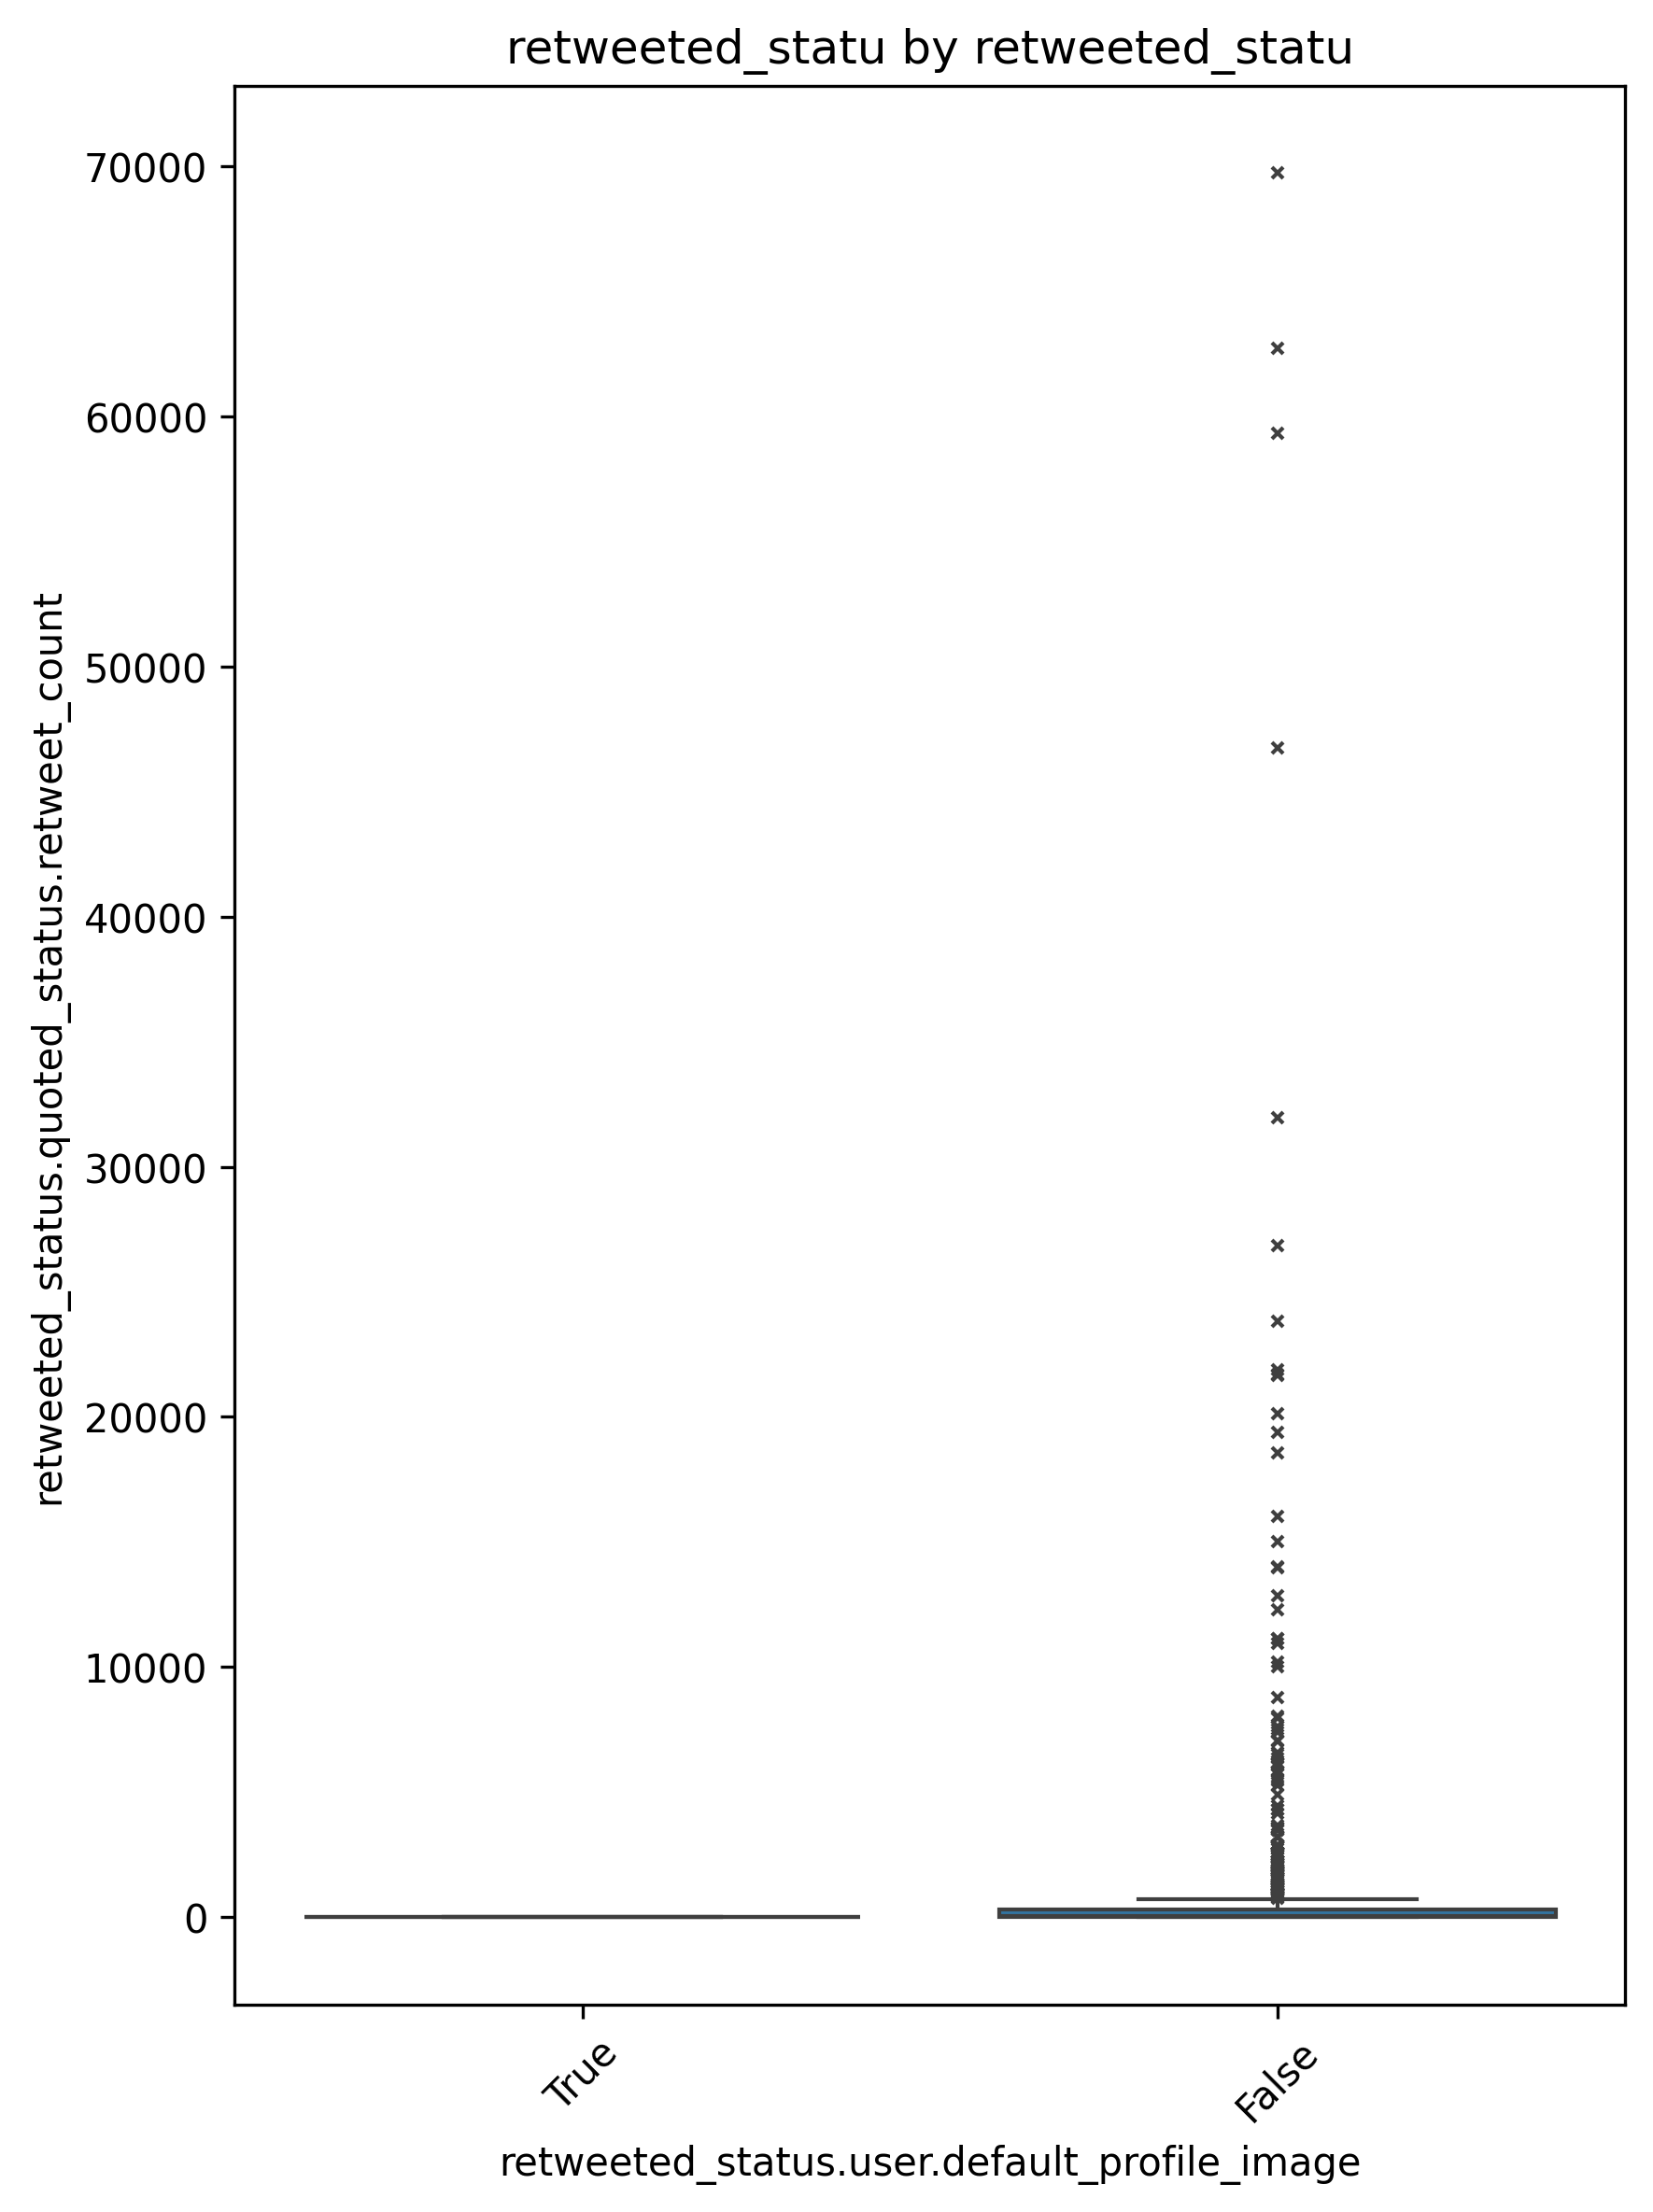 retweeted_statu by retweeted_statu
retweeted_status.quoted_status.retweet_count
70000
60000
50000
40000
30000
20000
10000
0
True
False
retweeted_status.user.default_profile_image